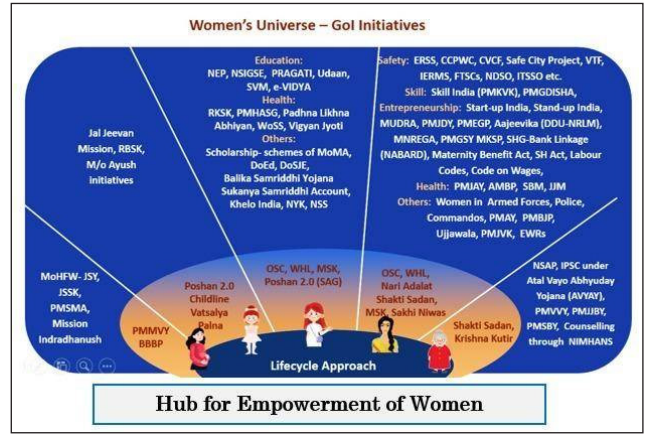 Women's Universe – GoI Initiatives
Jal Jeevan
Mission, RBSK,
M/o Ayush
initiatives
Education:
NEP, NSIGSE, PRAGATI, Udaan,
SVM, e-VIDYA
Health:
RKSK, PMHASG, Padhna Likhna
Abhiyan, WoSS, Vigyan Jyoti
Others:
Scholarship- schemes of MoMA,
DoEd, DoSJE,
Balika Samriddhi Yojana
Sukanya Samriddhi Account,
Khelo India, NYK, NSS
Safety: ERSS, CCPWC, CVCF, Safe City Project, VTF,
IERMS, FTSCs, NDSO, ITSSO etc.
Skill: Skill India (PMKVK), PMGDISHA,
Entrepreneurship: Start-up India, Stand-up India,
MUDRA, PMJDY, PMEGP, Aajeevika (DDU-NRLM),
MNREGA, PMGSY MKSP, SHG-Bank Linkage
(NABARD), Maternity Benefit Act, SH Act, Labour
Codes, Code on Wages,
Health: PMJAY, AMBP, SBM, JJM
Others: Women in Armed Forces, Police,
Commandos, PMAY, PMBJP,
Ujjawala, PMJVK, EWRs
MoHFW- JSY,
JSSK,
PMSMA,
Mission
Indradhanush
PMMVY
BBBP
Poshan 2.0
Childline
Vatsalya
Palna
OSC, WHL, MSK,
Poshan 2.0 (SAG)
OSC, WHL,
Nari Adalat
Shakti Sadan,
MSK, Sakhi Niwas
Shakti Sadan,
Krishna Kutir
NSAP, IPSC under
Atal Vayo Abhyuday
Yojana (AVYAY),
PMVVY, PMJJBY,
PMSBY, Counselling
through NIMHANS
Lifecycle Approach
Hub for Empowerment of Women